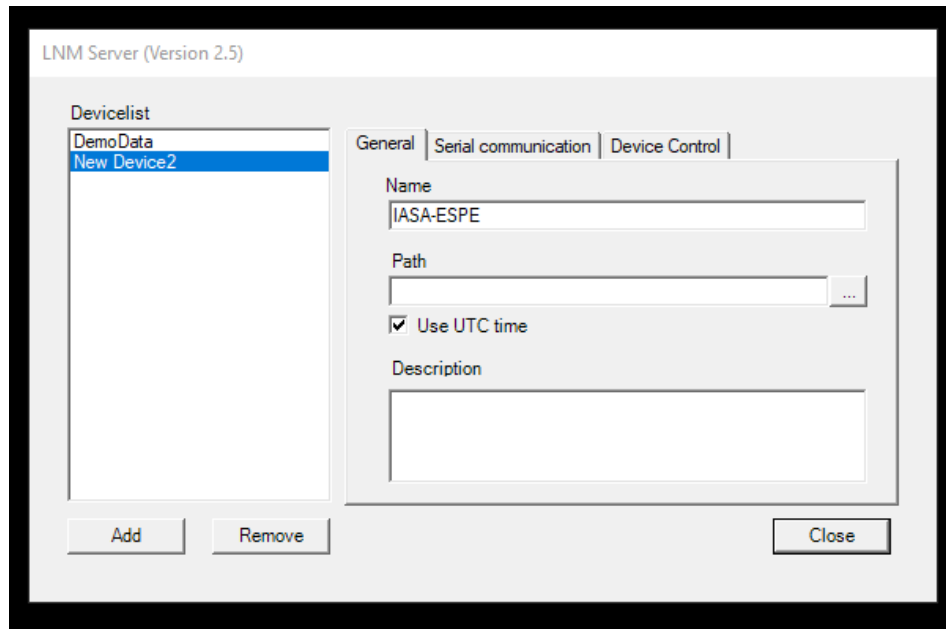 LNM Server (Version 2.5)
Devicelist
DemoData
New Device2
Add
Remove
General
Serial communication
Device Control
Name
IASA-ESPE
Path
...
Use UTC time
Description
Close